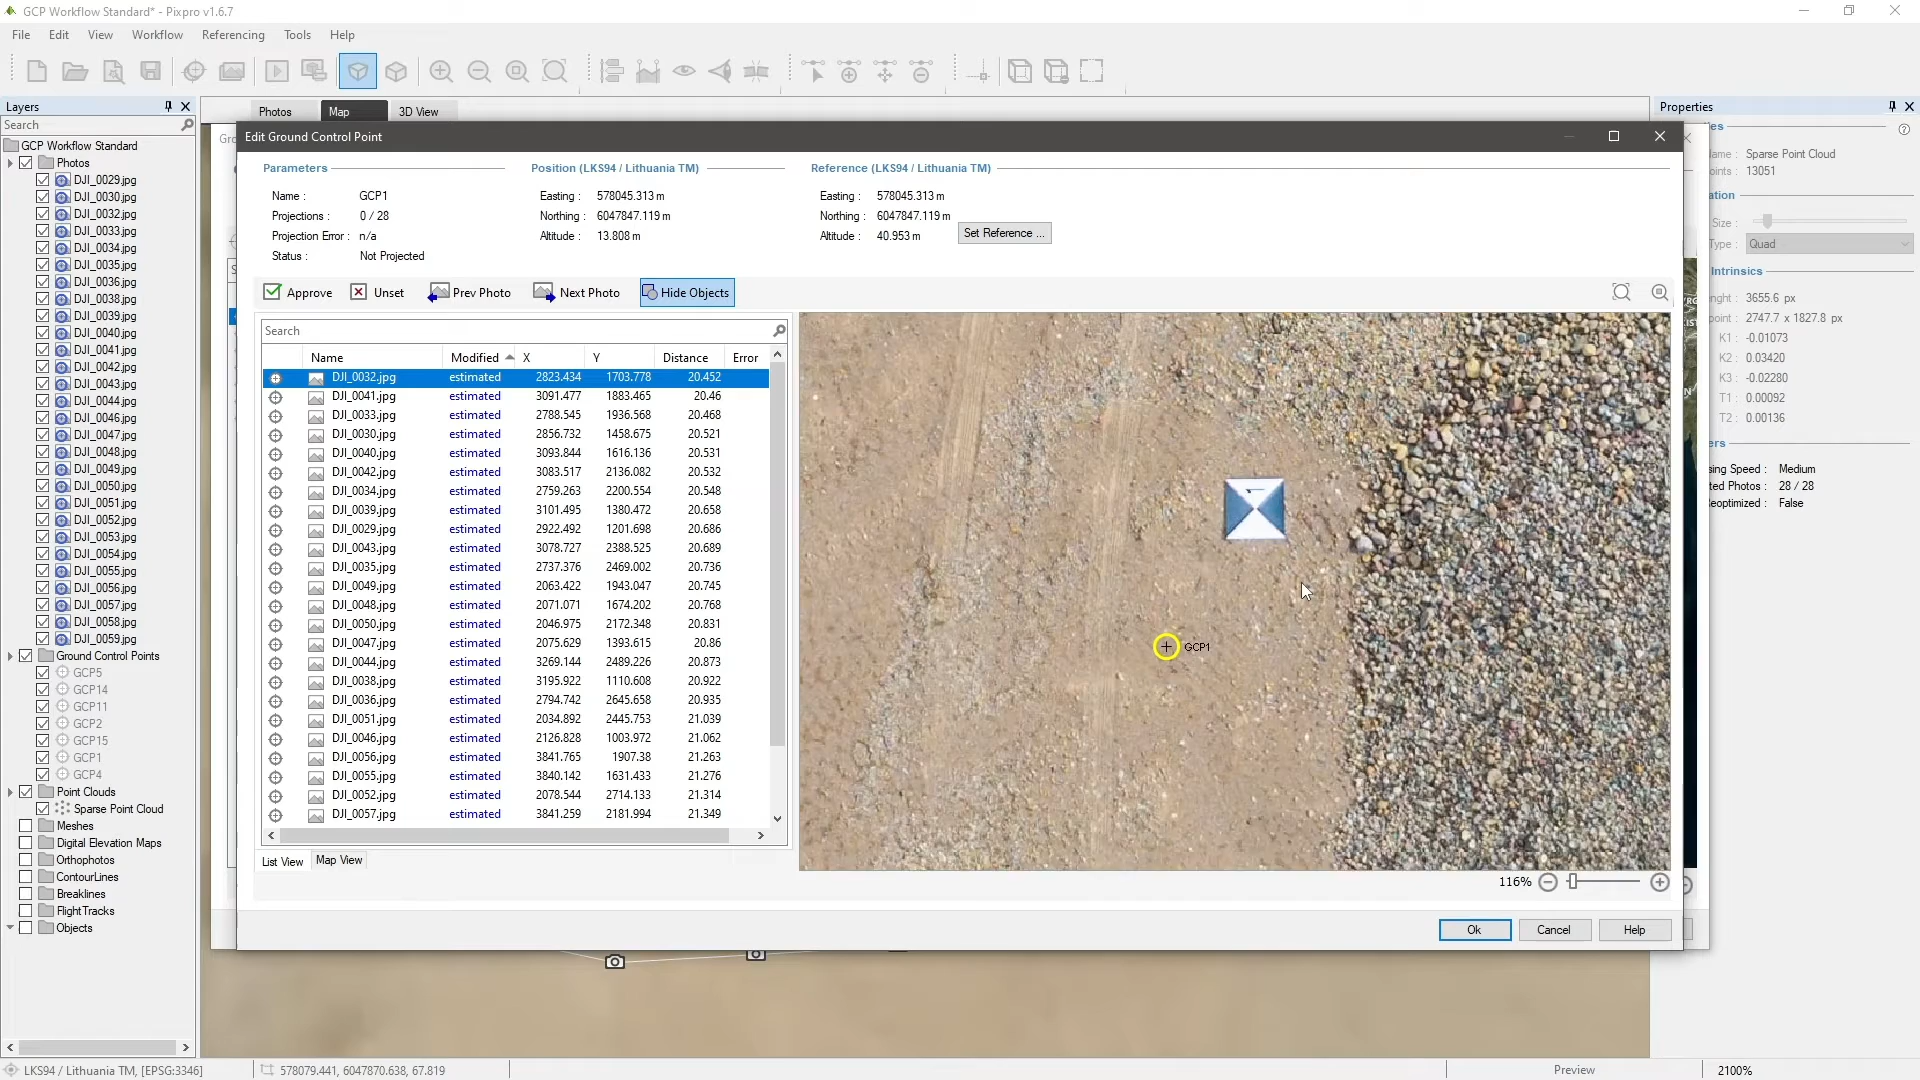 GCP Workflow Standard* - Pixpro v1.6.7
File Edit View Workflow Referencing Tools Help
Layers
Search
GCP Workflow Standard
Photos
DJI_0029.jpg
DJI_0030.jpg
DJI_0032.jpg
DJI_0033.jpg
DJI_0034.jpg
DJI_0035.jpg
DJI_0036.jpg
DJI_0038.jpg
DJI_0039.jpg
DJI_0040.jpg
DJI_0041.jpg
DJI_0042.jpg
DJI_0043.jpg
DJI_0044.jpg
DJI_0046.jpg
DJI_0047.jpg
DJI_0048.jpg
DJI_0049.jpg
DJI_0050.jpg
DJI_0051.jpg
DJI_0052.jpg
DJI_0053.jpg
DJI_0054.jpg
DJI_0055.jpg
DJI_0056.jpg
DJI_0057.jpg
DJI_0058.jpg
DJI_0059.jpg
Ground Control Points
GCP5
GCP14
GCP11
GCP2
GCP15
GCP1
GCP4
Point Clouds
Sparse Point Cloud
Meshes
Digital Elevation Maps
Orthophotos
ContourLines
Breaklines
FlightTracks
Objects
Photos Map 3D View
Edit Ground Control Point
Parameters Position (LKS94 / Lithuania TM) Reference (LKS94 / Lithuania TM)
Name : GCP1 Easting : 578045.313 m Easting : 578045.313 m
Projections : 0 / 28 Northing : 6047847.119 m Northing : 6047847.119 m
Projection Error : n/a Altitude : 13.808 m Altitude : 40.953 m Set Reference ...
Status : Not Projected
Approve Unset Prev Photo Next Photo Hide Objects
Search
Name Modified X Y Distance Error
DJI_0032.jpg estimated 2823.434 1703.778 20.452
DJI_0041.jpg estimated 3091.477 1883.465 20.46
DJI_0033.jpg estimated 2788.545 1936.568 20.468
DJI_0030.jpg estimated 2856.732 1458.675 20.521
DJI_0040.jpg estimated 3093.844 1616.136 20.531
DJI_0042.jpg estimated 3083.517 2136.082 20.532
DJI_0034.jpg estimated 2759.263 2200.554 20.548
DJI_0039.jpg estimated 3101.495 1380.472 20.658
DJI_0029.jpg estimated 2922.492 1201.698 20.686
DJI_0043.jpg estimated 3078.727 2388.525 20.689
DJI_0035.jpg estimated 2737.376 2469.002 20.736
DJI_0049.jpg estimated 2063.422 1943.047 20.745
DJI_0048.jpg estimated 2071.071 1674.202 20.768
DJI_0050.jpg estimated 2046.975 2172.348 20.831
DJI_0047.jpg estimated 2075.629 1393.615 20.86
DJI_0044.jpg estimated 3269.144 2489.226 20.873
DJI_0038.jpg estimated 3195.922 1110.608 20.922
DJI_0036.jpg estimated 2794.742 2645.658 20.935
DJI_0051.jpg estimated 2034.892 2445.753 21.039
DJI_0046.jpg estimated 2126.828 1003.972 21.062
DJI_0056.jpg estimated 3841.765 1907.38 21.263
DJI_0055.jpg estimated 3840.142 1631.433 21.276
DJI_0052.jpg estimated 2078.544 2714.133 21.314
DJI_0057.jpg estimated 3841.259 2181.994 21.349
List View Map View
GCP1
116%
Ok Cancel Help
Properties
Sparse Point Cloud
13051
Size :
Type : Quad
Intrinsics
3655.6 px
2747.7 x 1827.8 px
K1 : -0.01073
K2 : 0.03420
K3 : -0.02280
T1 : 0.00092
T2 : 0.00136
Speed : Medium
Photos : 28 / 28
False
LKS94 / Lithuania TM, [EPSG:3346] 578079.441, 6047870.638, 67.819 Preview 2100%